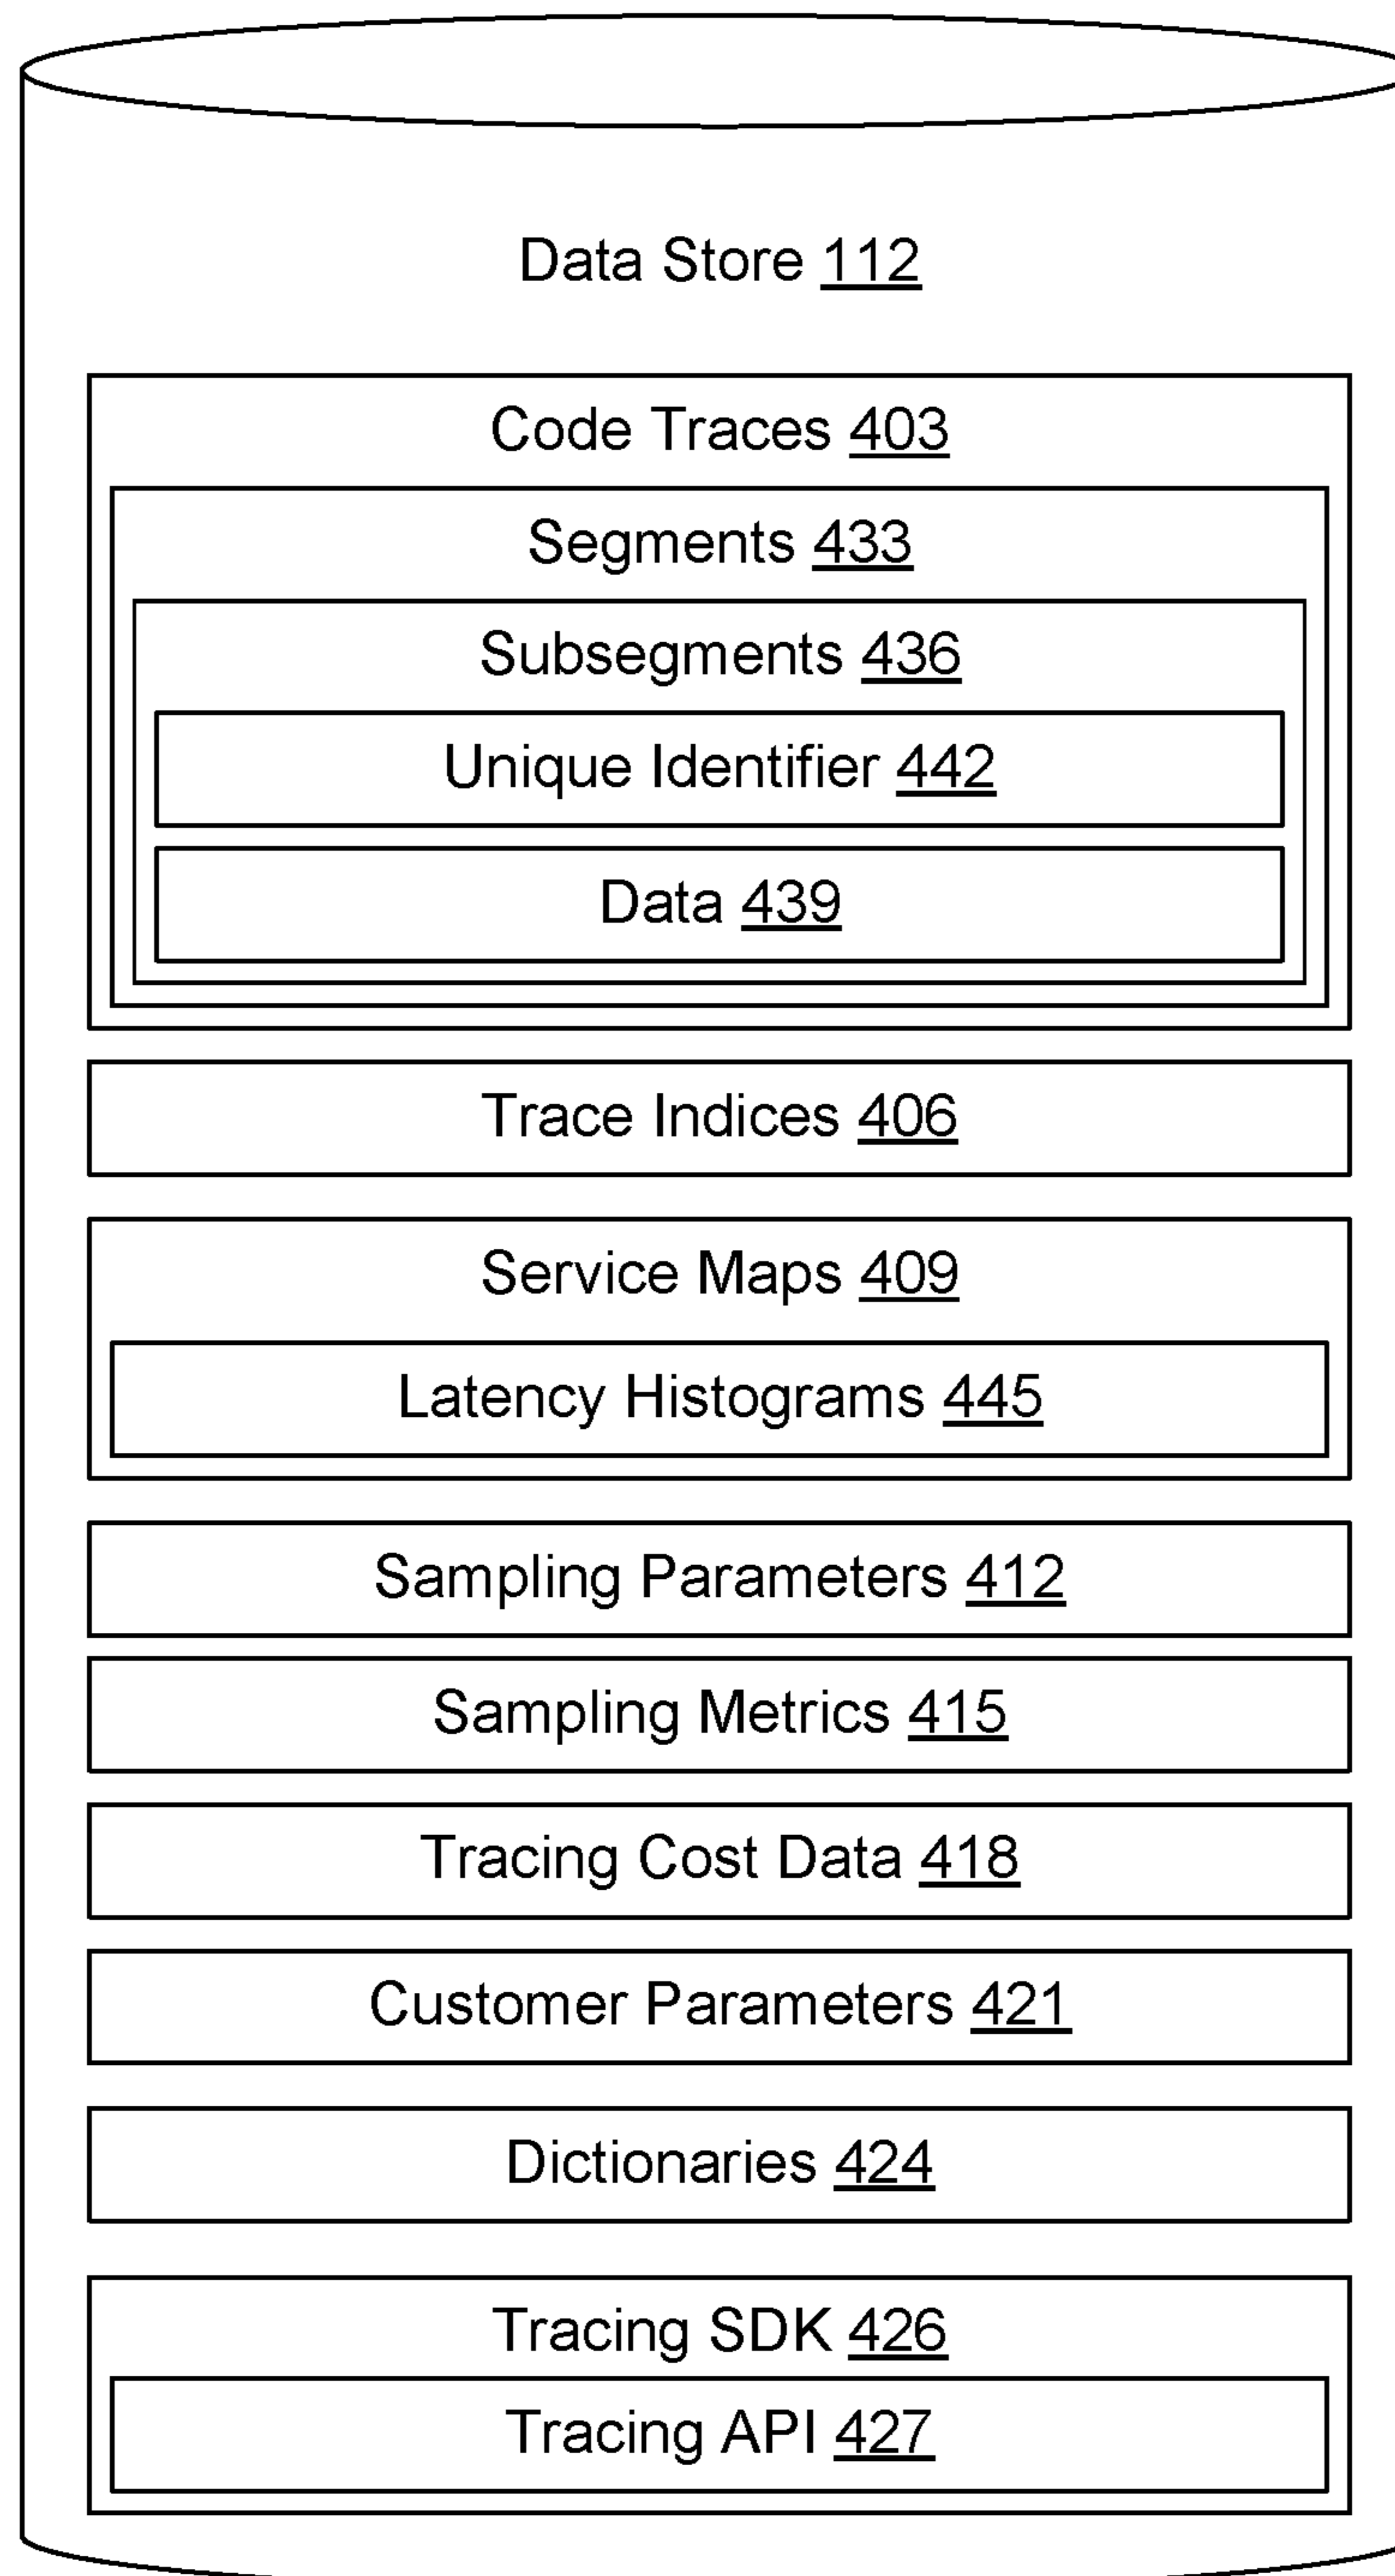 Data Store 112
Code Traces 403
Segments 433
Subsegments 436
Unique Identifier 442
Data 439
Trace Indices 406
Service Maps 409
Latency Histograms 445
Sampling Parameters 412
Sampling Metrics 415
Tracing Cost Data 418
Customer Parameters 421
Dictionaries 424
Tracing SDK 426
Tracing API 427